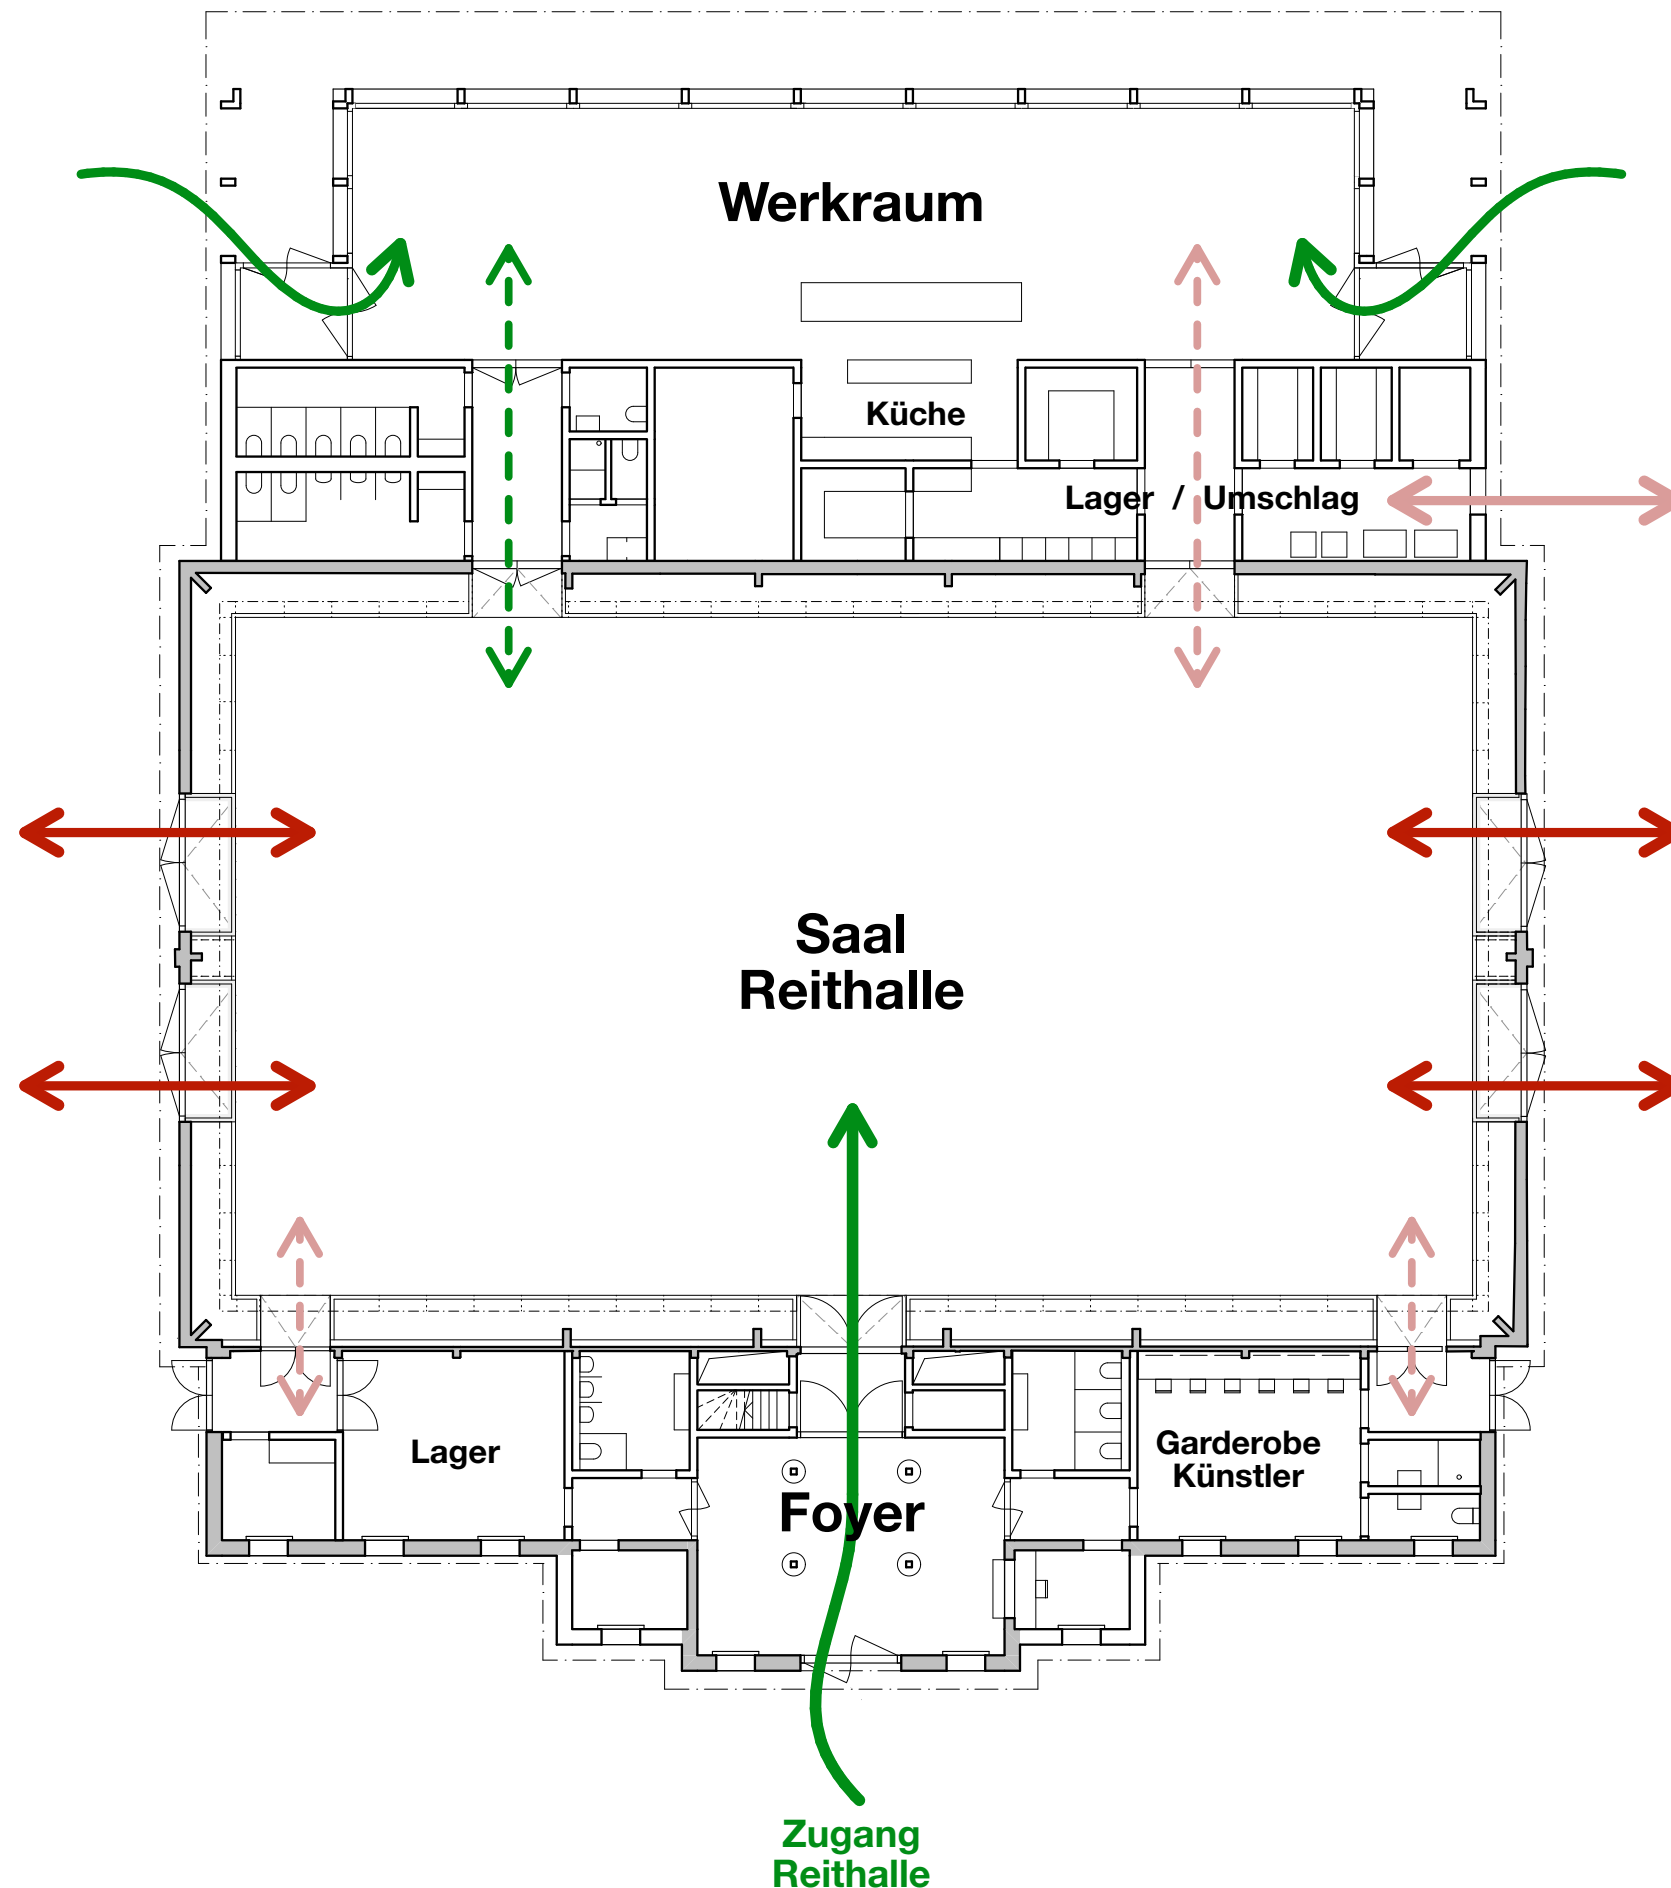 Werkraum
Küche
Lager / Umschlag
Saal
Reithalle
Lager
Garderobe
Künstler
Foyer
Zugang
Reithalle